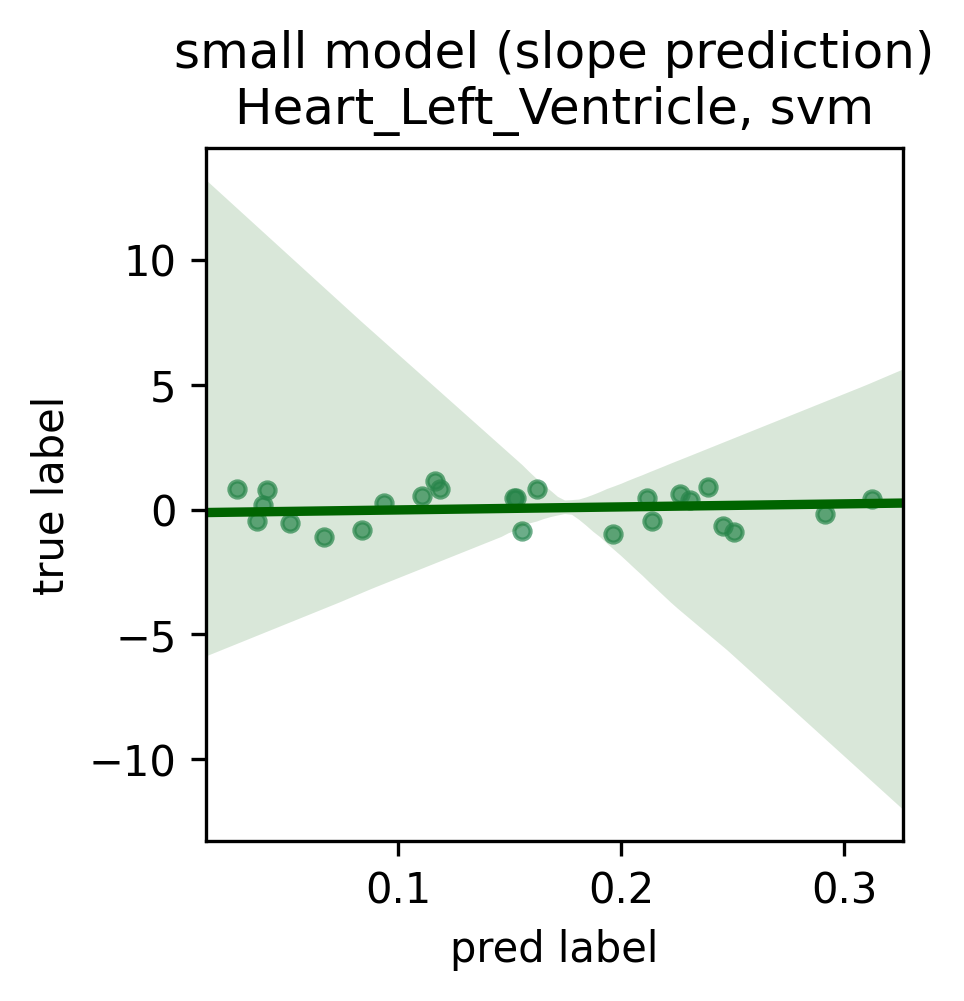 small model (slope prediction)
Heart_Left_Ventricle, svm
10
5
0
−5
−10
true label
0.1
0.2
0.3
pred label